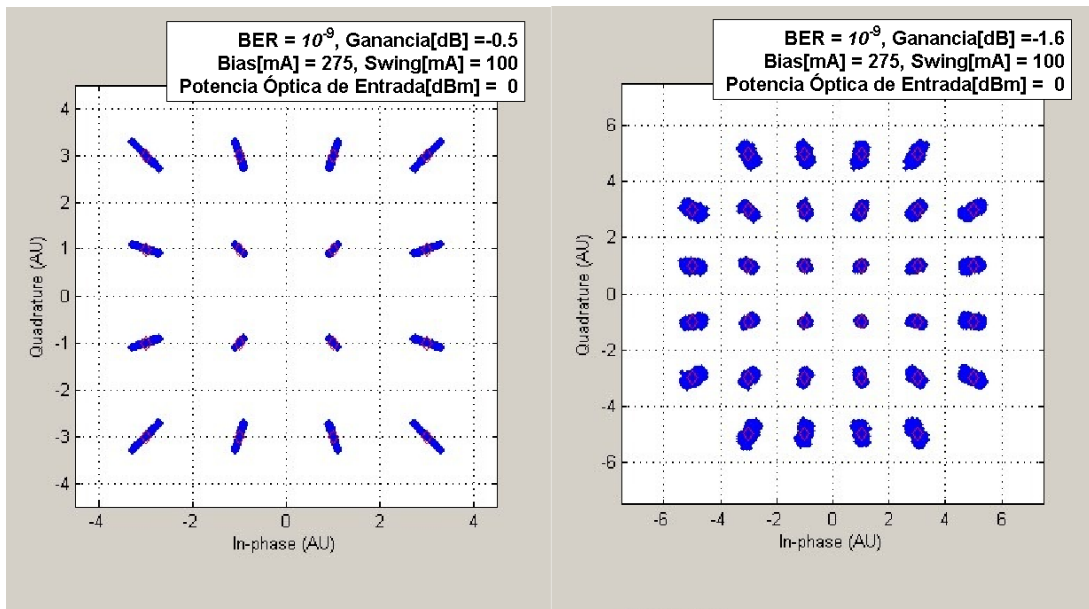 BER = 10⁻⁹, Ganancia[dB] =-0.5
Bias[mA] = 275, Swing[mA] = 100
Potencia Óptica de Entrada[dBm] = 0
4
3
2
1
0
-1
-2
-3
-4
Quadrature (AU)
-4 -2 0 2 4
In-phase (AU)
BER = 10⁻⁹, Ganancia[dB] =-1.6
Bias[mA] = 275, Swing[mA] = 100
Potencia Óptica de Entrada[dBm] = 0
6
4
2
0
-2
-4
-6
Quadrature (AU)
-6 -4 -2 0 2 4 6
In-phase (AU)